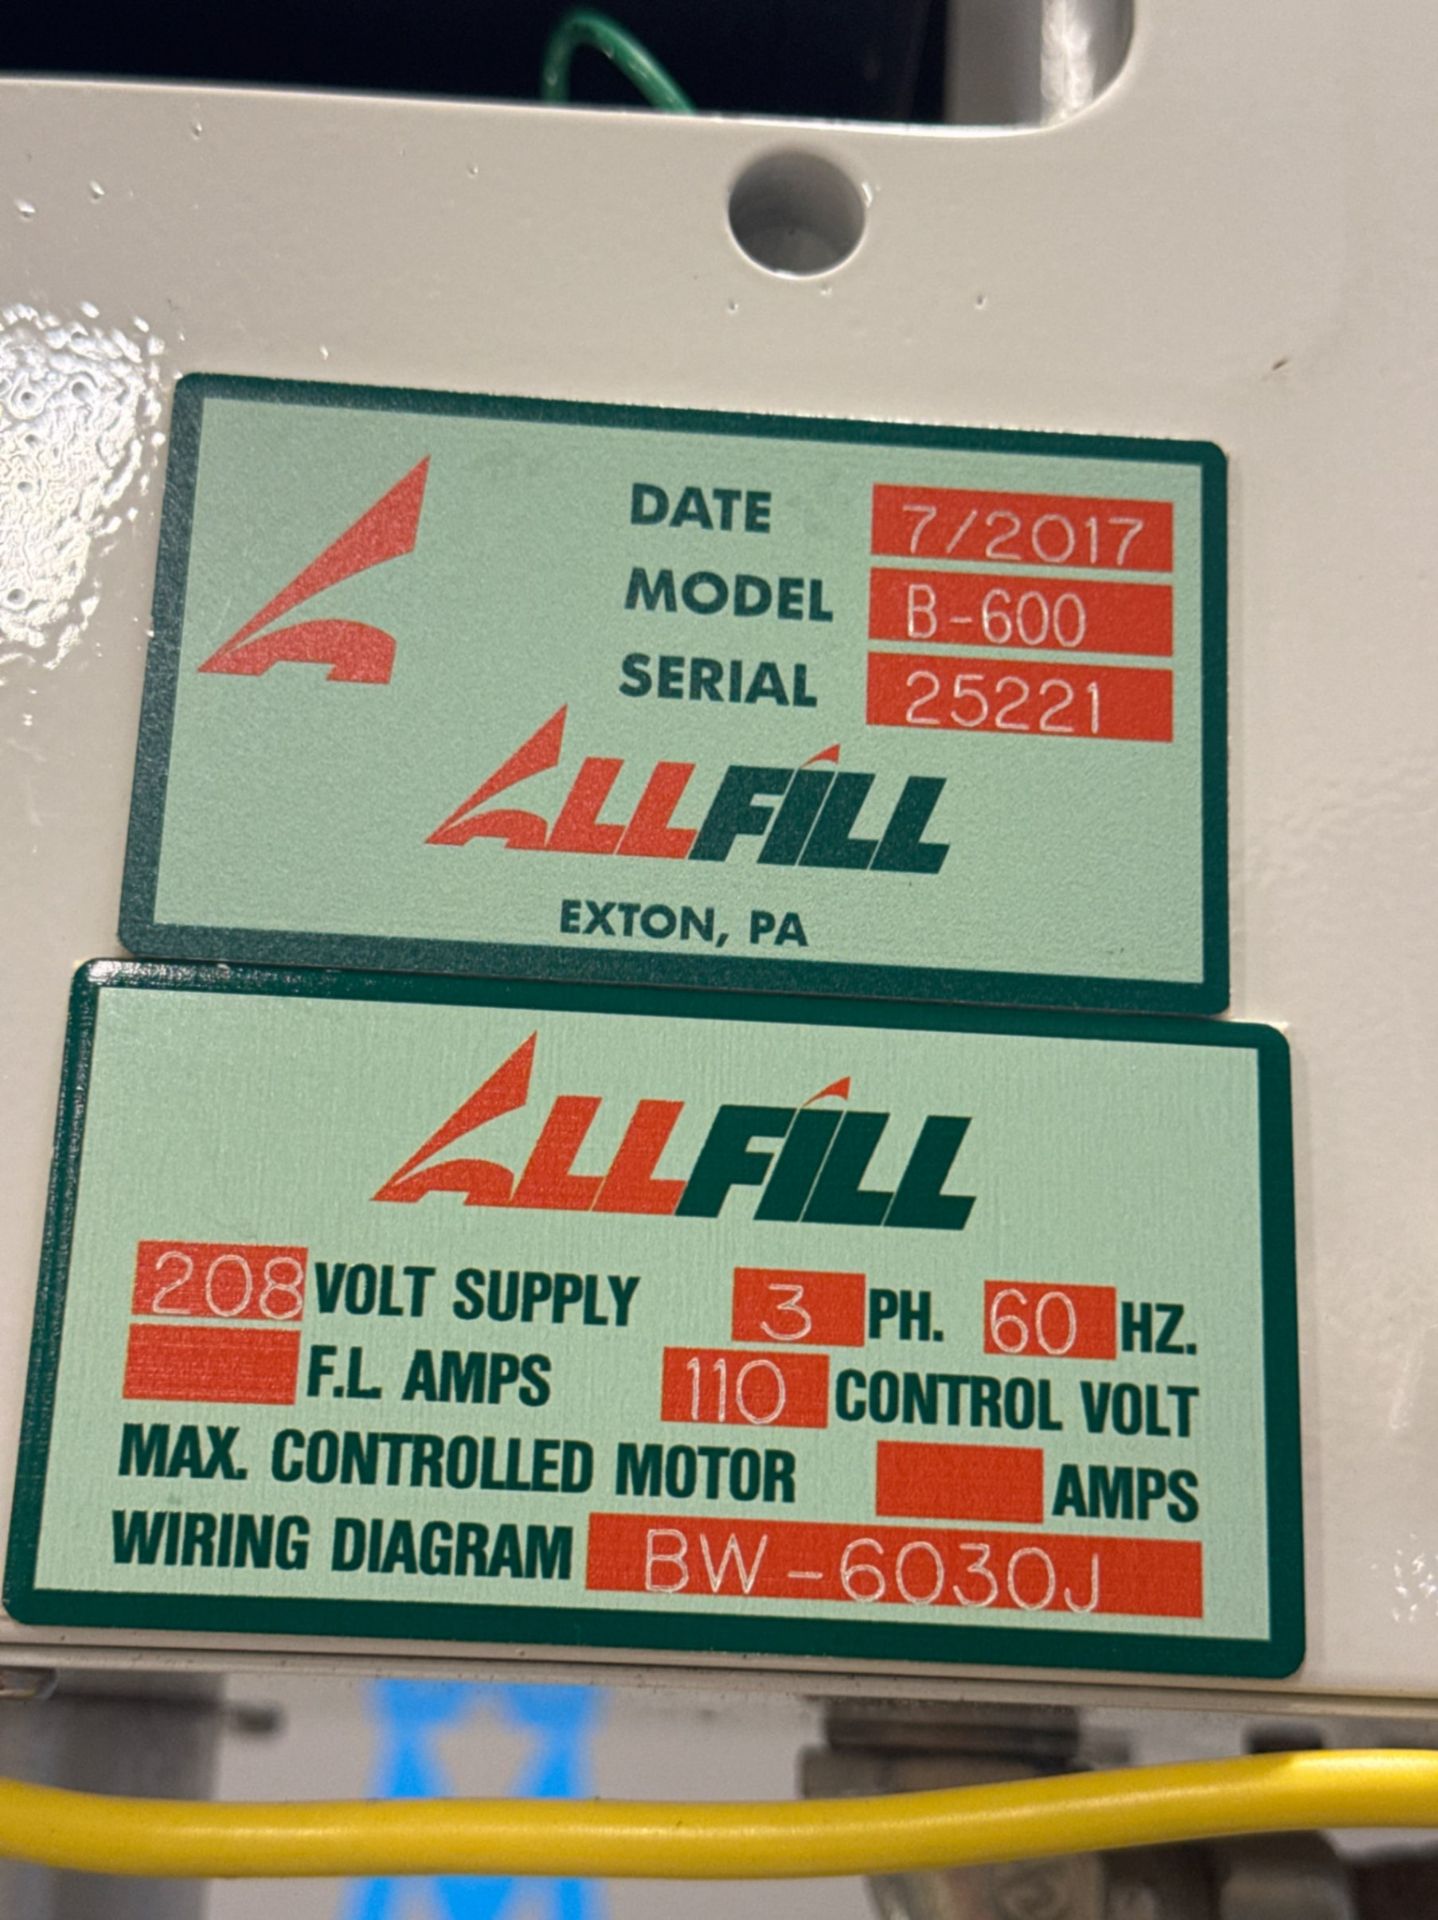 DATE 7/2017
MODEL B-600
SERIAL 25221
ALLFILL
EXTON, PA
ALLFILL
208 VOLT SUPPLY 3 PH. 60 HZ.
F.L. AMPS 110 CONTROL VOLT
MAX. CONTROLLED MOTOR AMPS
WIRING DIAGRAM BW-6030J